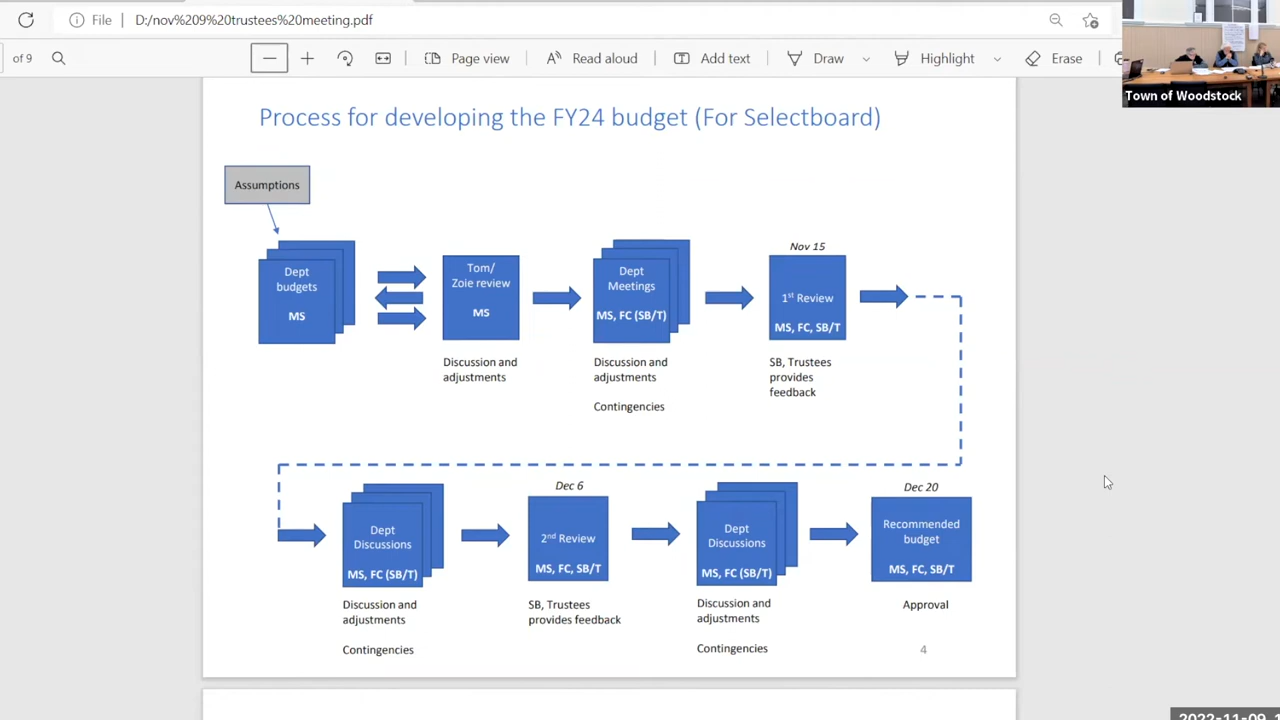 File
D:/nov%209%20trustees%20meeting.pdf
of 9
Page view
Read aloud
Add text
Draw
Highlight
Erase
Town of Woodstock
Process for developing the FY24 budget (For Selectboard)
Assumptions
Dept
budgets
MS
Tom/
Zoie review
MS
Discussion and
adjustments
Dept
Meetings
MS, FC (SB/T)
Discussion and
adjustments
Contingencies
Nov 15
1st Review
MS, FC, SB/T
SB, Trustees
provides
feedback
Dept
Discussions
MS, FC (SB/T)
Discussion and
adjustments
Contingencies
Dec 6
2nd Review
MS, FC, SB/T
SB, Trustees
provides feedback
Dept
Discussions
MS, FC (SB/T)
Discussion and
adjustments
Contingencies
Dec 20
Recommended
budget
MS, FC, SB/T
Approval
4
2022-11-09